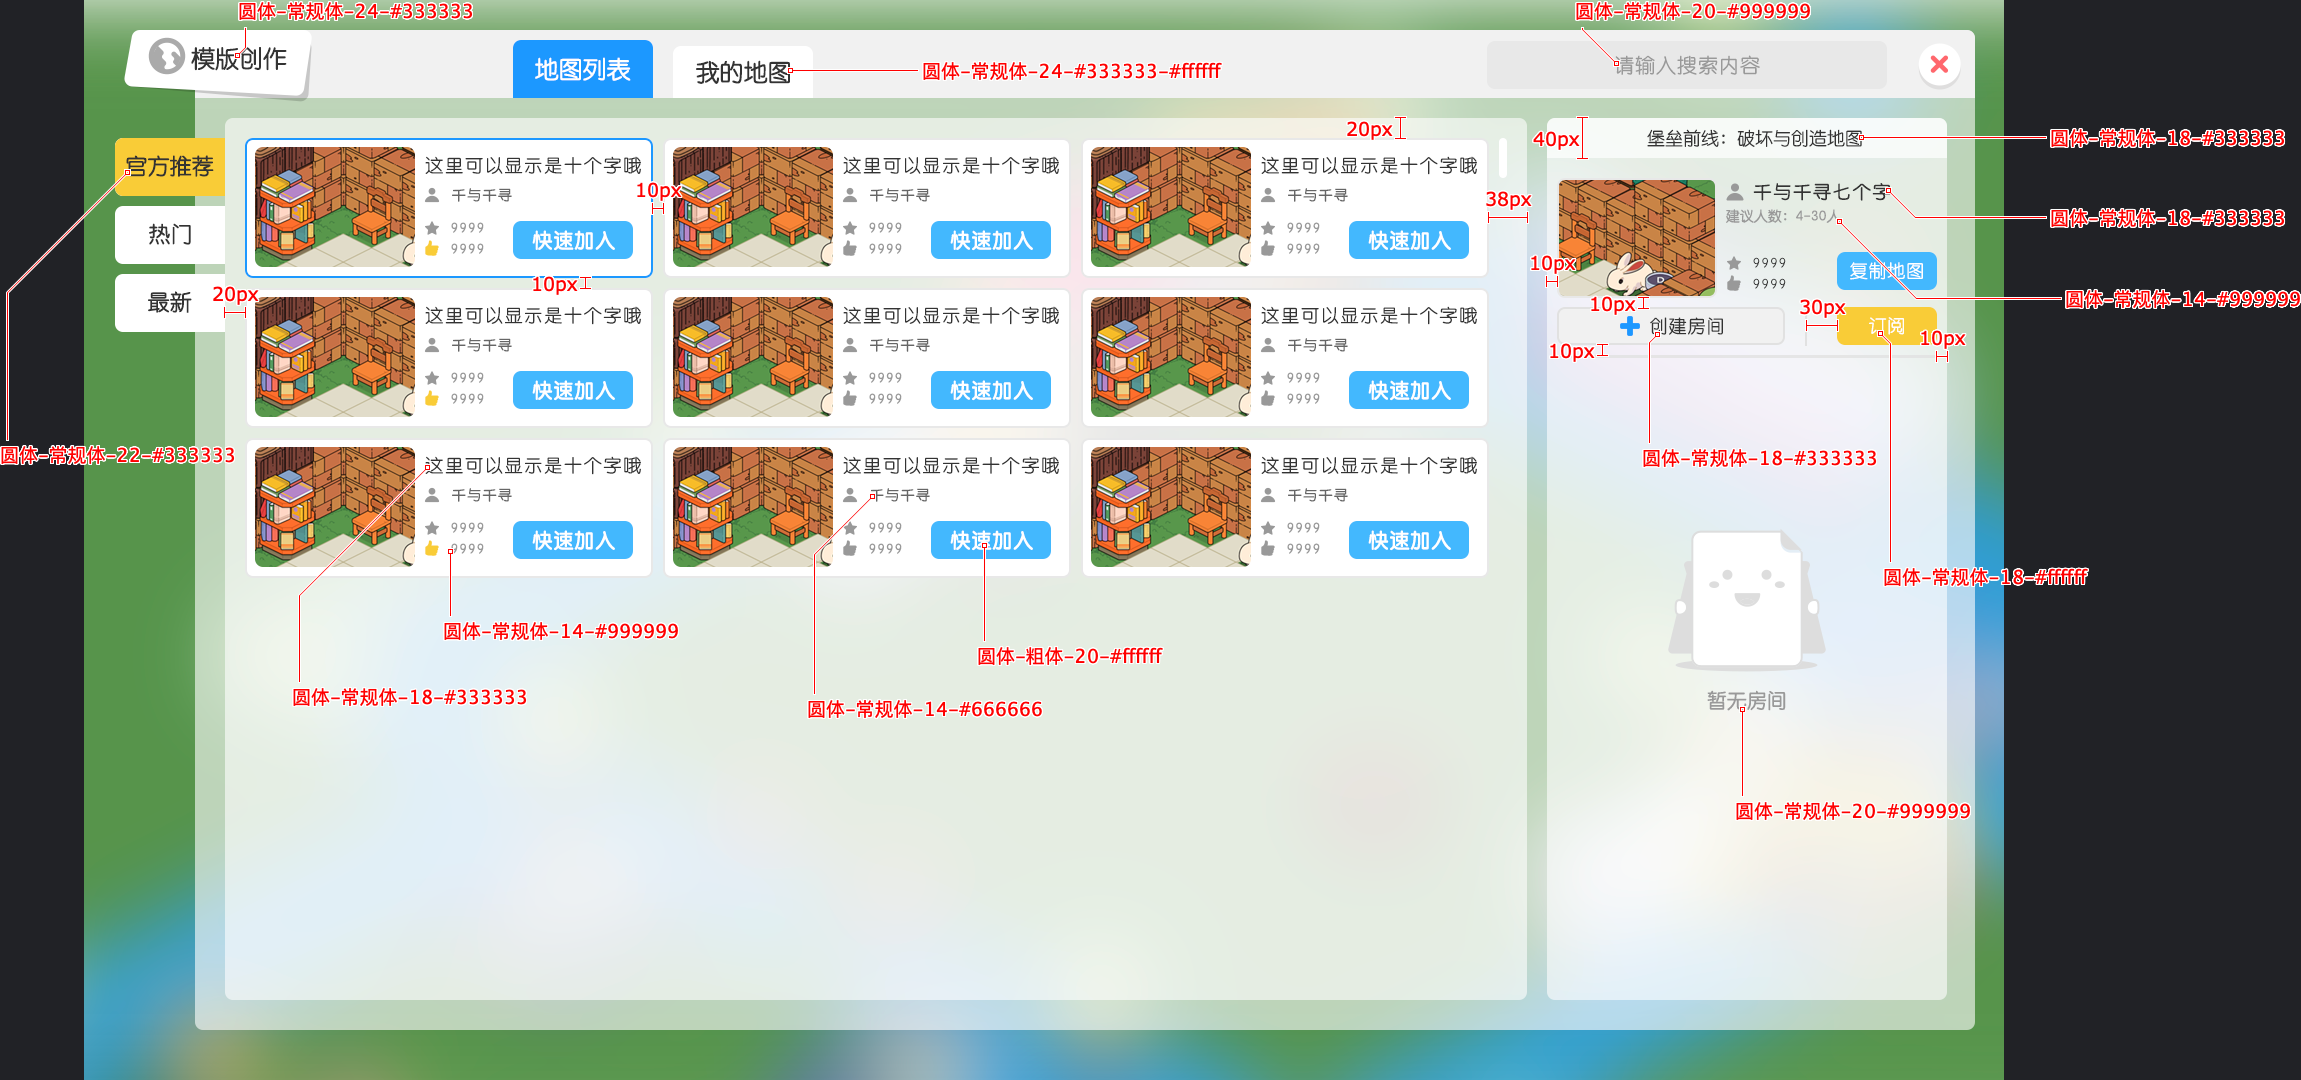 圆体-常规体-24-#333333
圆体-常规体-20-#999999
模版创作
地图列表
我的地图
圆体-常规体-24-#333333-#ffffff
请输入搜索内容
官方推荐
热门
最新
20px
圆体-常规体-22-#333333
20px
这里可以显示是十个字哦
千与千寻
9999
9999
快速加入
10px
10px
这里可以显示是十个字哦
千与千寻
9999
9999
快速加入
这里可以显示是十个字哦
千与千寻
9999
9999
快速加入
38px
这里可以显示是十个字哦
千与千寻
9999
9999
快速加入
这里可以显示是十个字哦
千与千寻
9999
9999
快速加入
这里可以显示是十个字哦
千与千寻
9999
9999
快速加入
这里可以显示是十个字哦
千与千寻
9999
9999
快速加入
这里可以显示是十个字哦
千与千寻
9999
9999
快速加入
这里可以显示是十个字哦
千与千寻
9999
9999
快速加入
圆体-常规体-14-#999999
圆体-粗体-20-#ffffff
圆体-常规体-18-#333333
圆体-常规体-14-#666666
40px
堡垒前线：破坏与创造地图
圆体-常规体-18-#333333
千与千寻七个字
建议人数：4-30人
圆体-常规体-18-#333333
9999
9999
复制地图
10px
10px
圆体-常规体-14-#999999
创建房间
30px
订阅
10px
10px
圆体-常规体-18-#333333
圆体-常规体-18-#ffffff
暂无房间
圆体-常规体-20-#999999